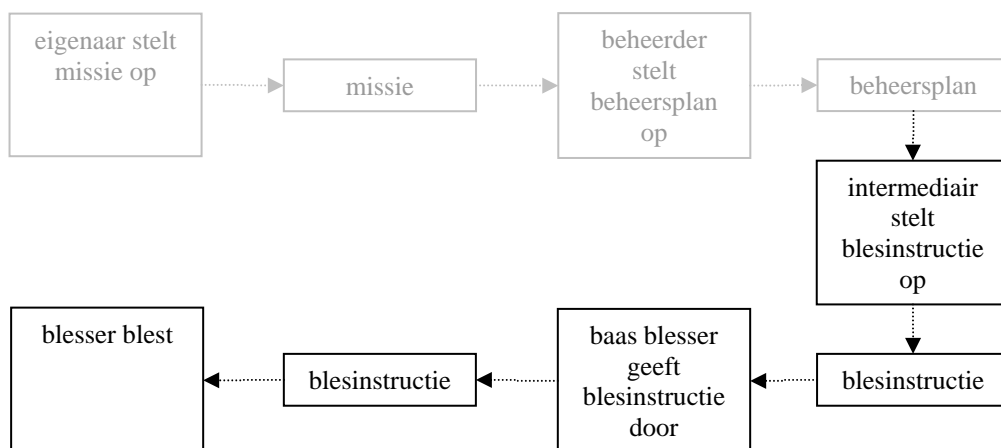 eigenaar stelt
missie op
missie
beheerder
stelt
beheersplan
op
beheersplan
intermediair
stelt
blesinstructie
op
blesinstructie
baas blesser
geeft
blesinstructie
door
blesinstructie
blesser blest